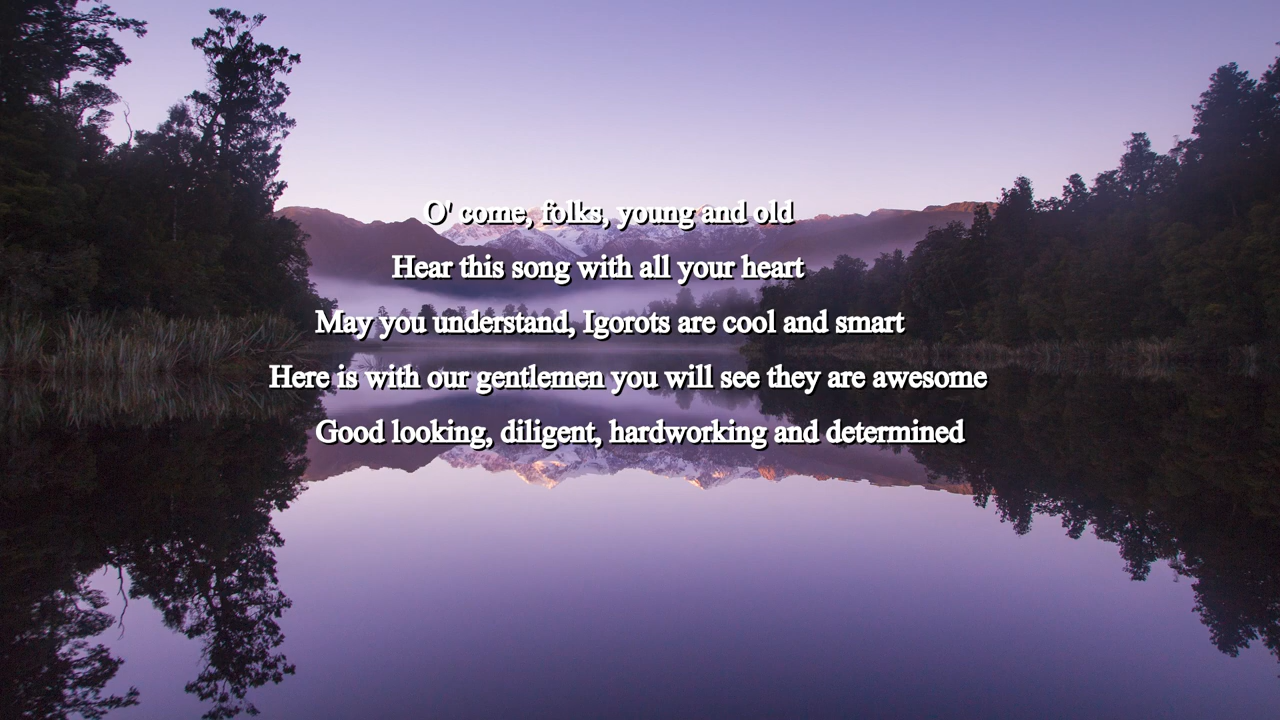 O' come, folks, young and old
Hear this song with all your heart
May you understand, Igorots are cool and smart
Here is with our gentlemen you will see they are awesome
Good looking, diligent, hardworking and determined